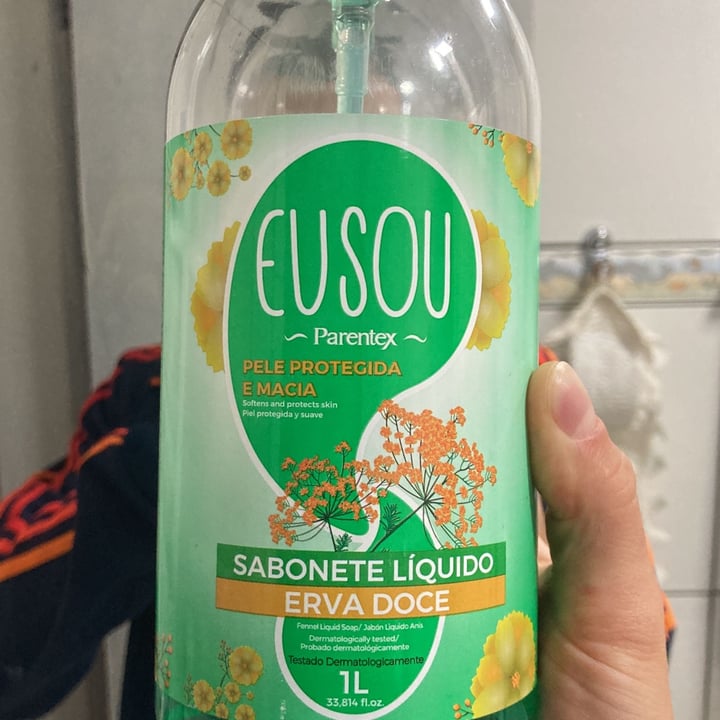 EUSOU
Parentex
PELE PROTEGIDA
E MACIA
Softens and protects skin
Piel protegida y suave
SABONETE LÍQUIDO
ERVA DOCE
Fennel Liquid Soap/ Jabón Líquido Anís
Dermatologically tested/
Probado dermatológicamente
Testado Dermatologicamente
1L
33,814 fl.oz.